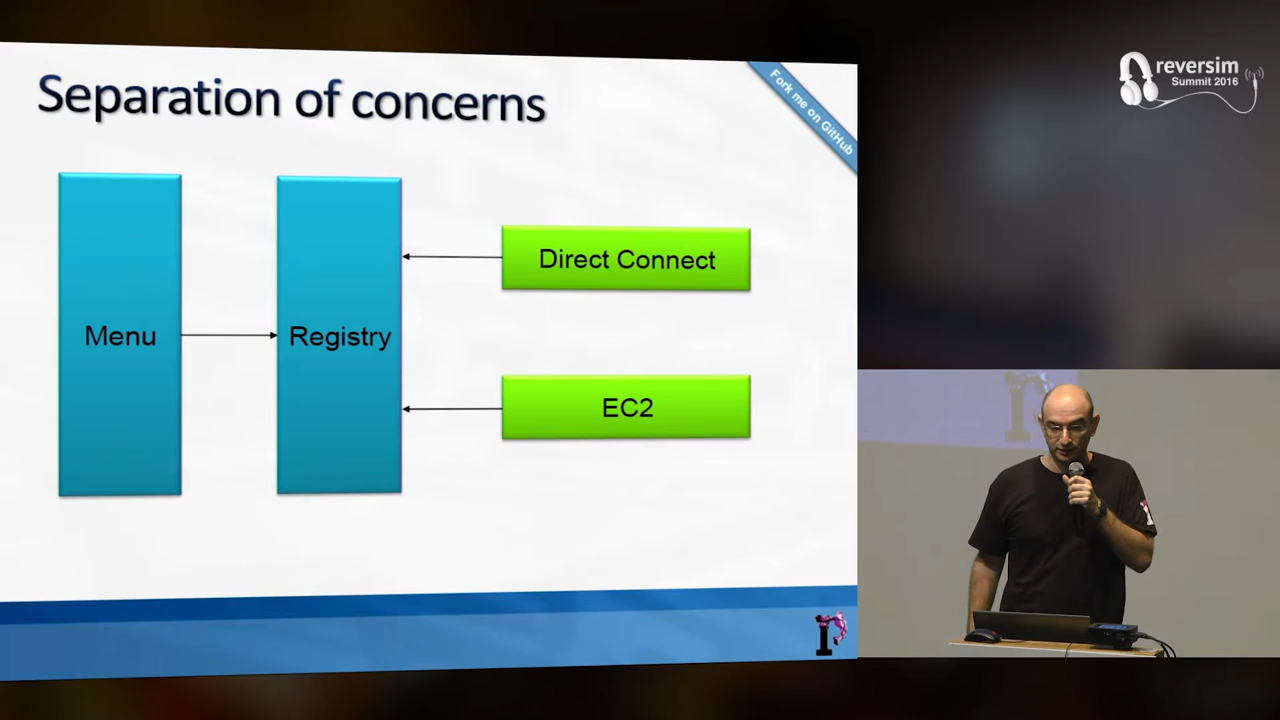 Separation of concerns
Fork me on GitHub
reversim
Summit 2016
Menu
Registry
Direct Connect
EC2